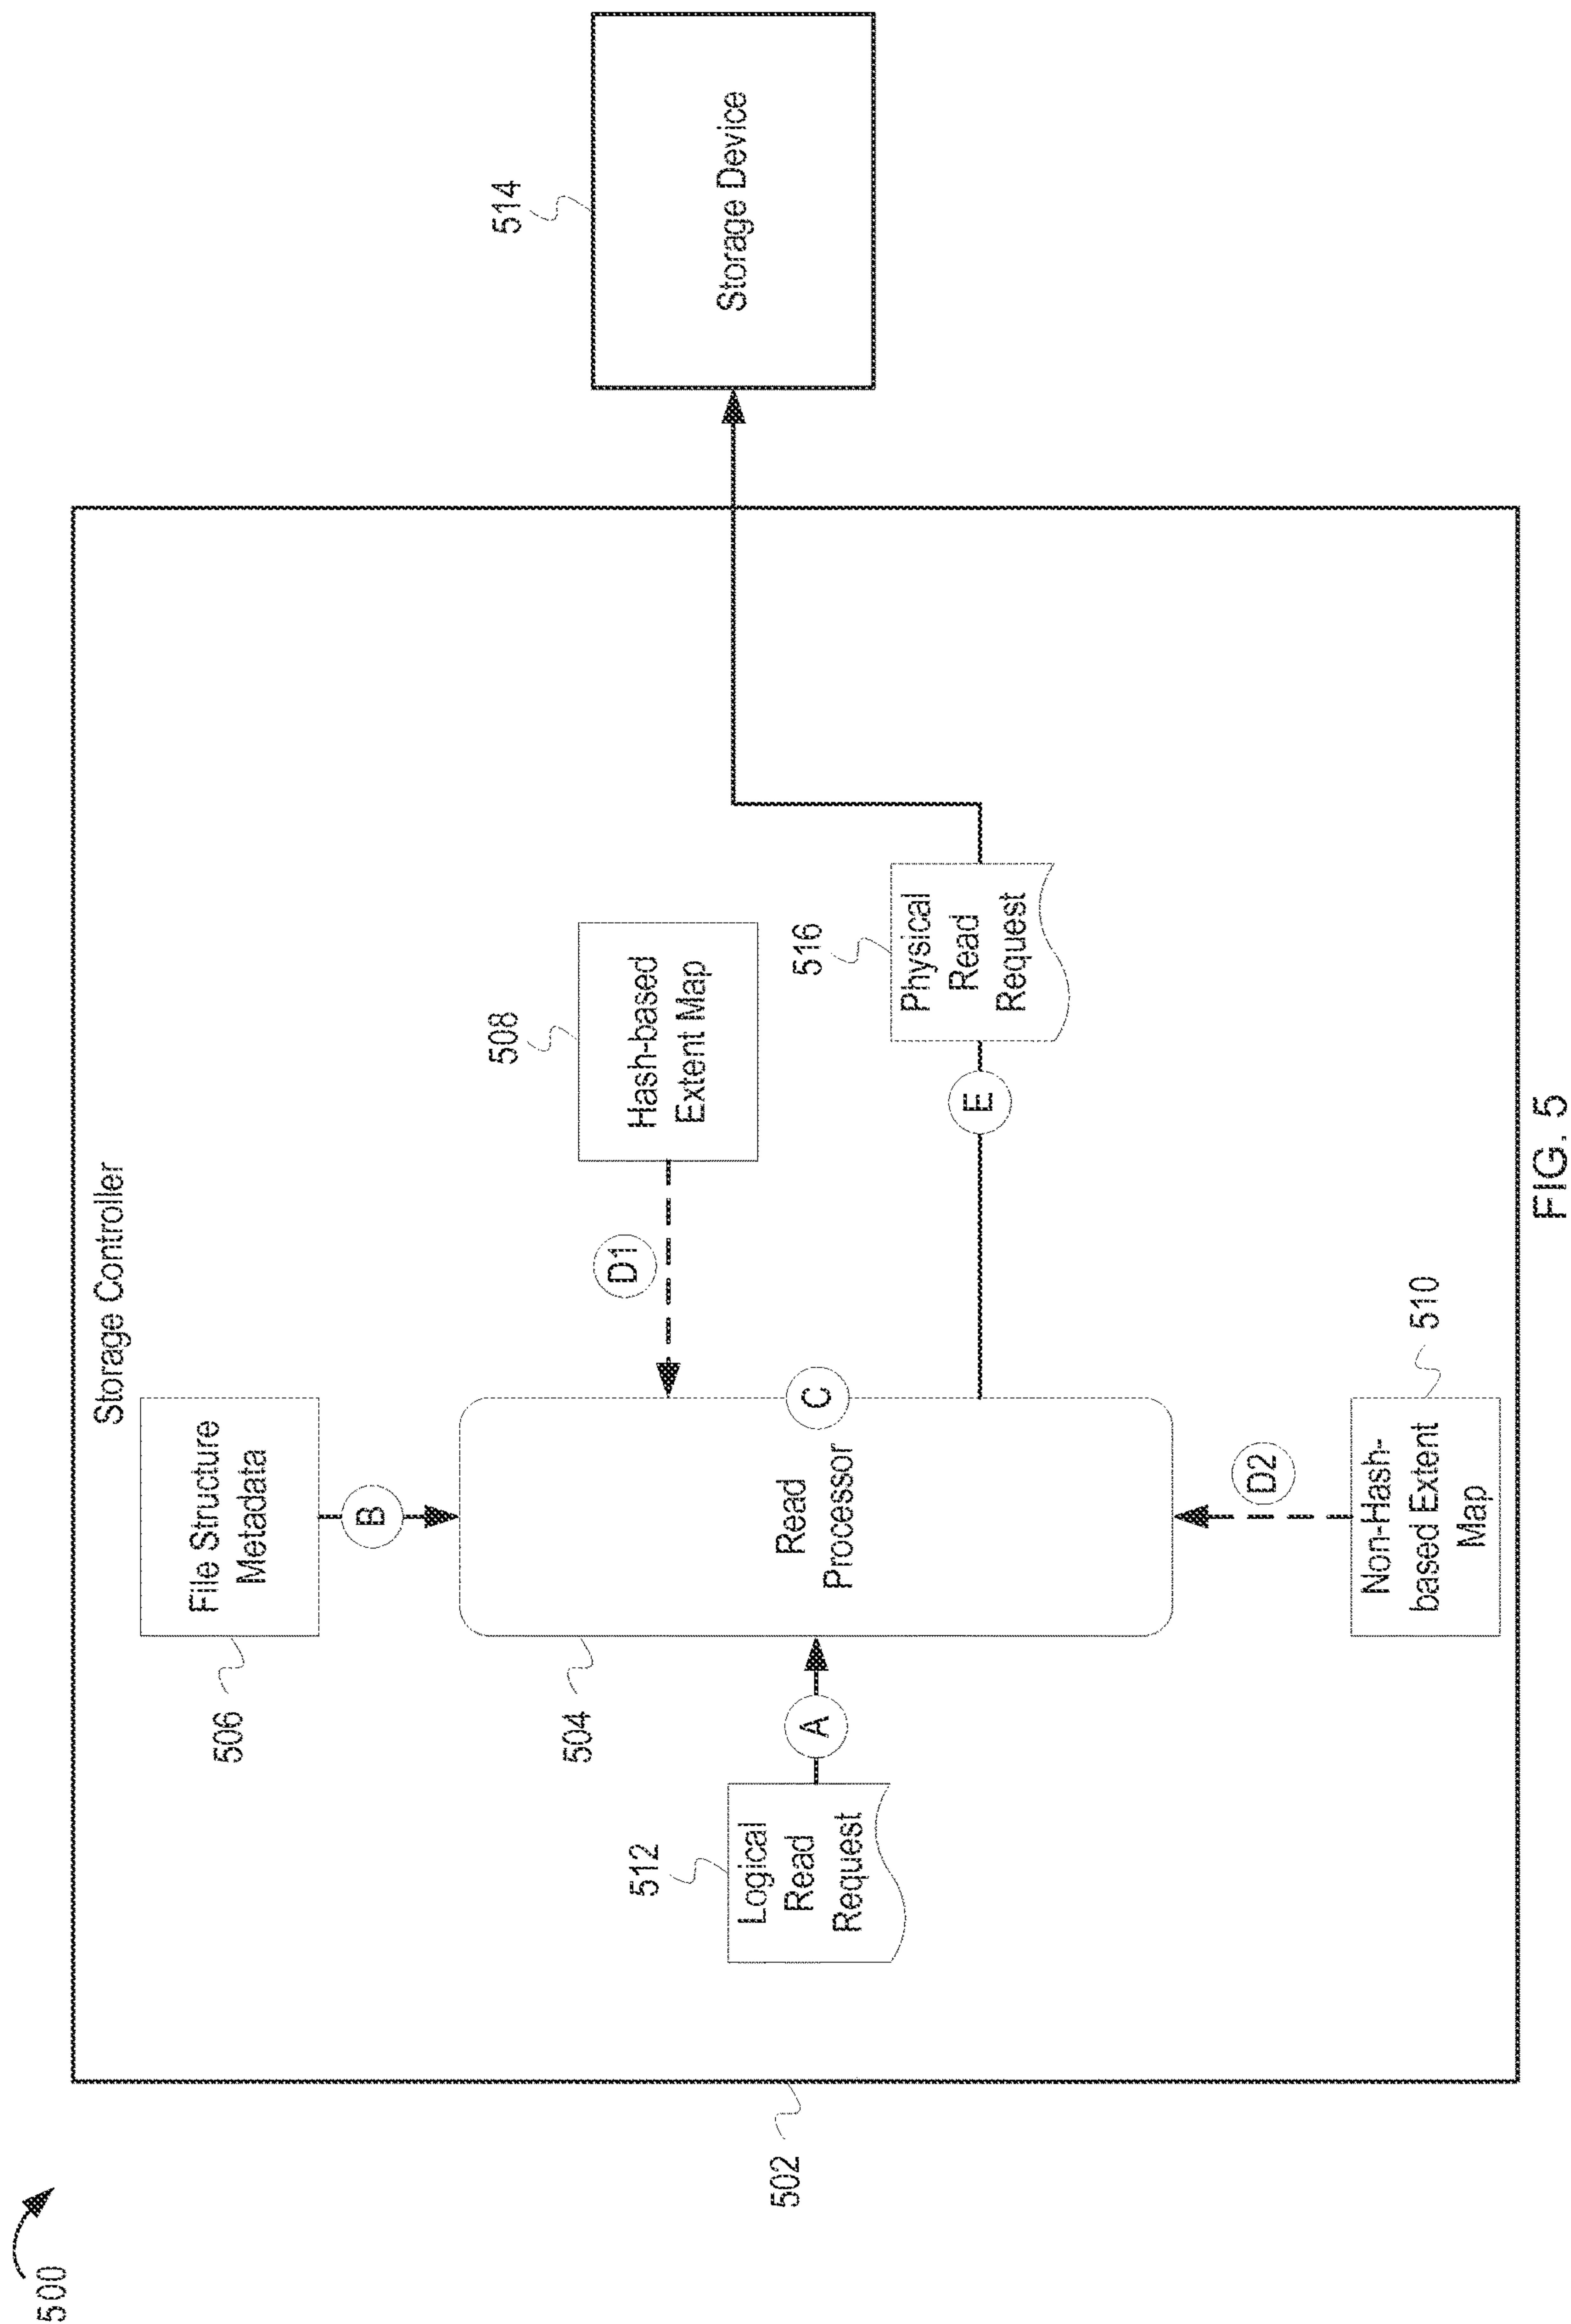 500
502
Storage Controller
506
File Structure
Metadata
B
504
Read
Processor
C
512
Logical
Read
Request
A
508
Hash-based
Extent Map
D1
510
Non-Hash-
based Extent
Map
D2
E
516
Physical
Read
Request
514
Storage Device
FIG. 5